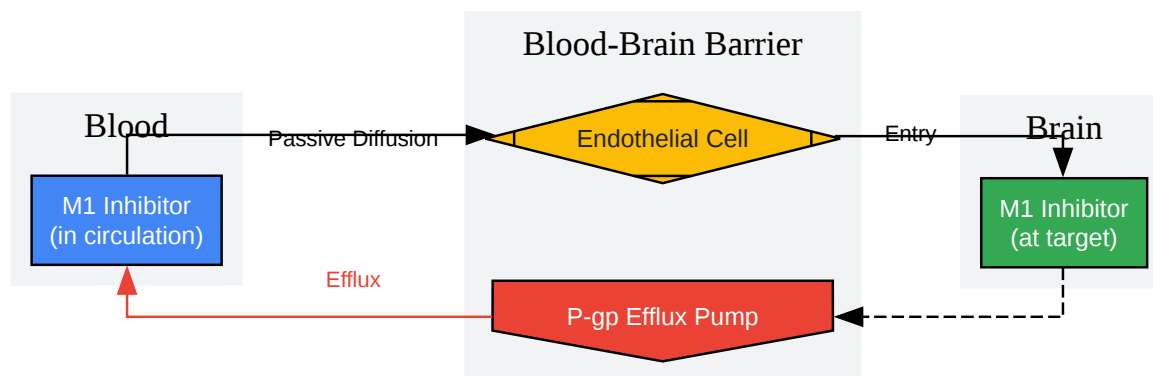 Blood-Brain Barrier
Blood
Passive Diffusion
Endothelial Cell
Entry
Brain
M1 Inhibitor
(in circulation)
M1 Inhibitor
(at target)
Efflux
P-gp Efflux Pump